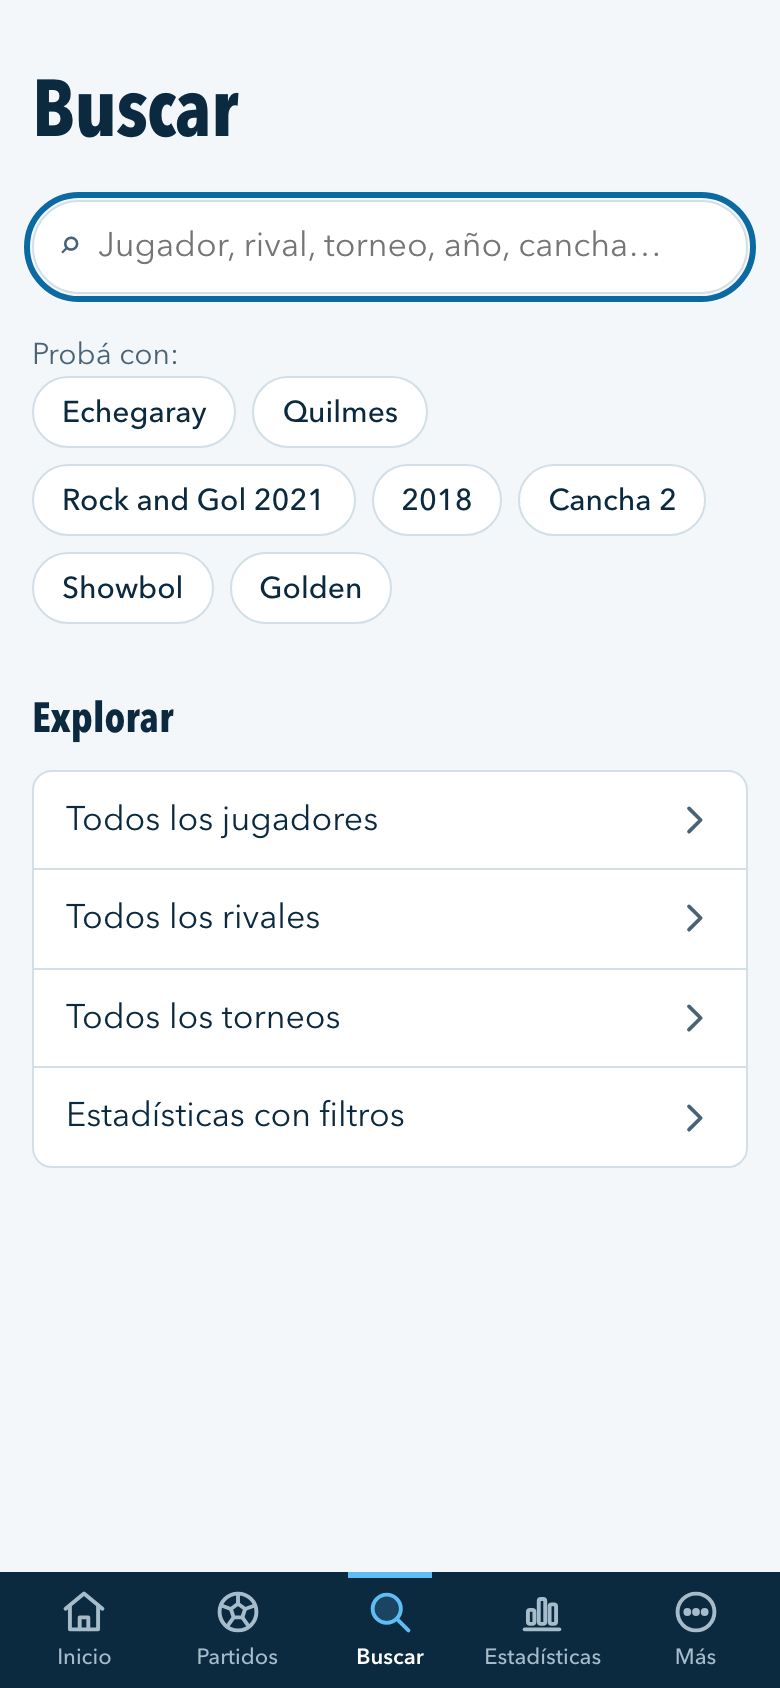 Buscar
Jugador, rival, torneo, año, cancha...
Probá con:
Echegaray Quilmes
Rock and Gol 2021 2018 Cancha 2
Showbol Golden
Explorar
Todos los jugadores
Todos los rivales
Todos los torneos
Estadísticas con filtros
Inicio Partidos Buscar Estadísticas Más